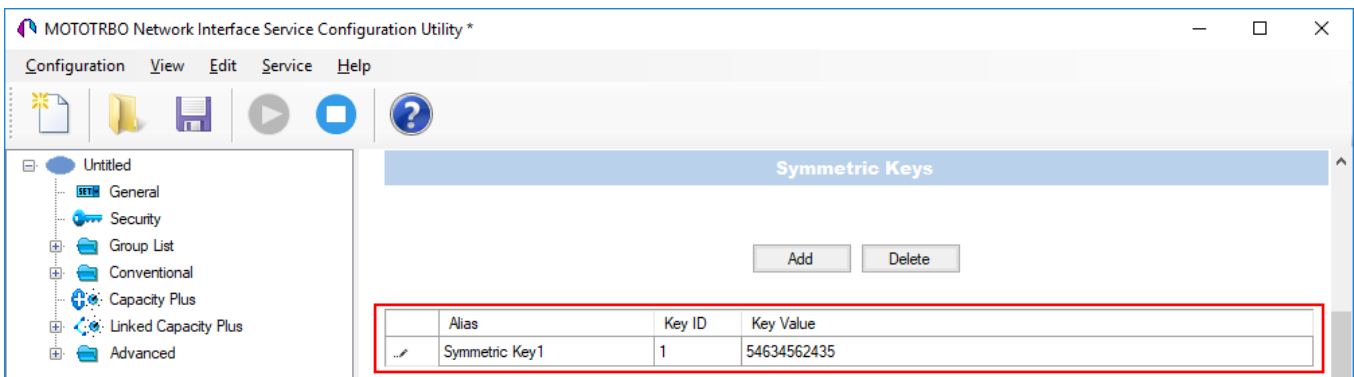 MOTOTRBO Network Interface Service Configuration Utility *
Configuration View Edit Service Help
Untitled
SET
General
Security
Group List
Conventional
Capacity Plus
Linked Capacity Plus
Advanced
Symmetric Keys
Add Delete
Alias Key ID Key Value
Symmetric Key1 1 54634562435